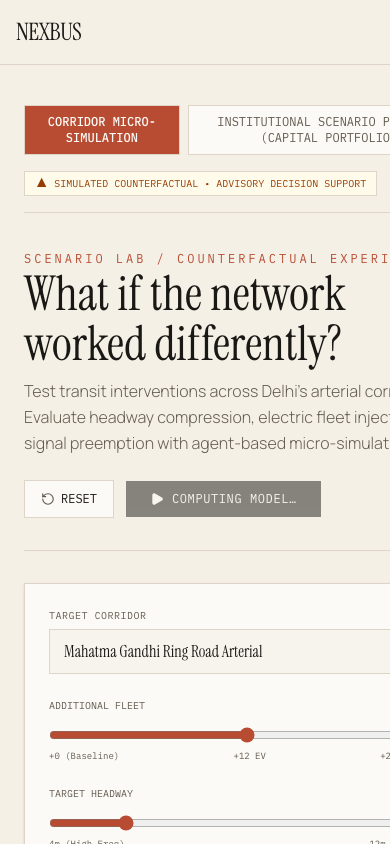 NEXBUS
CORRIDOR MICRO-
SIMULATION
INSTITUTIONAL SCENARIO P
(CAPITAL PORTFOLIO
SIMULATED COUNTERFACTUAL • ADVISORY DECISION SUPPORT
SCENARIO LAB / COUNTERFACTUAL EXPERI
What if the network
worked differently?
Test transit interventions across Delhi's arterial corr
Evaluate headway compression, electric fleet inject
signal preemption with agent-based micro-simulat
RESET
COMPUTING MODEL…
TARGET CORRIDOR
Mahatma Gandhi Ring Road Arterial
ADDITIONAL FLEET
+0 (Baseline)
+12 EV
+2
TARGET HEADWAY
4m (High Freq)
12m